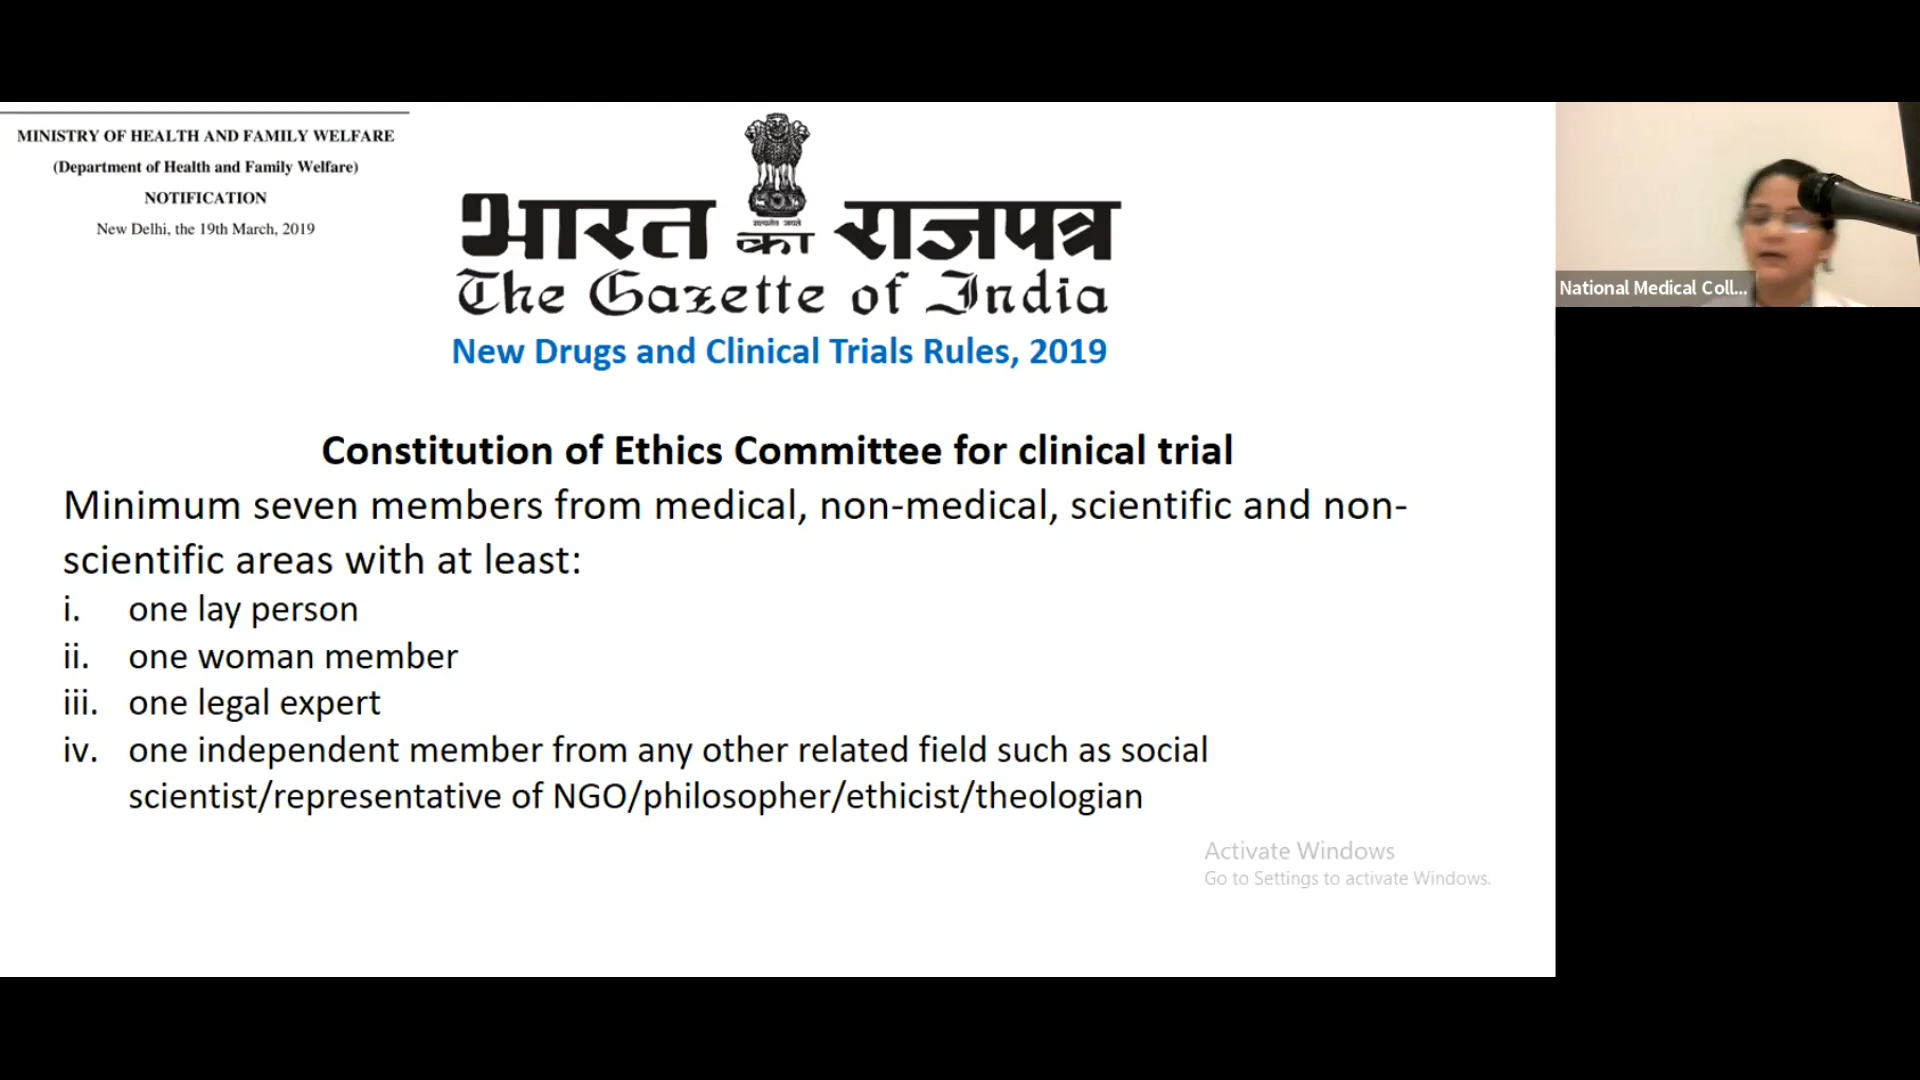 MINISTRY OF HEALTH AND FAMILY WELFARE
(Department of Health and Family Welfare)
NOTIFICATION
New Delhi, the 19th March, 2019
सत्यमेव जयते
भारत का राजपत्र
The Gazette of India
New Drugs and Clinical Trials Rules, 2019
Constitution of Ethics Committee for clinical trial
Minimum seven members from medical, non-medical, scientific and non-
scientific areas with at least:
i. one lay person
ii. one woman member
iii. one legal expert
iv. one independent member from any other related field such as social
scientist/representative of NGO/philosopher/ethicist/theologian
Activate Windows
Go to Settings to activate Windows.
National Medical Coll...